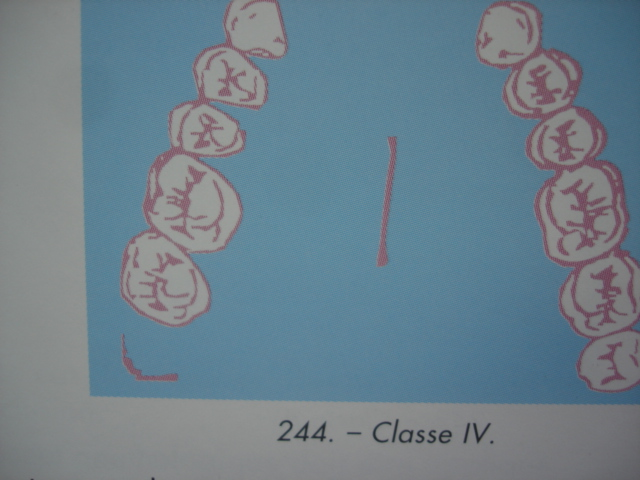 244. – Classe IV.